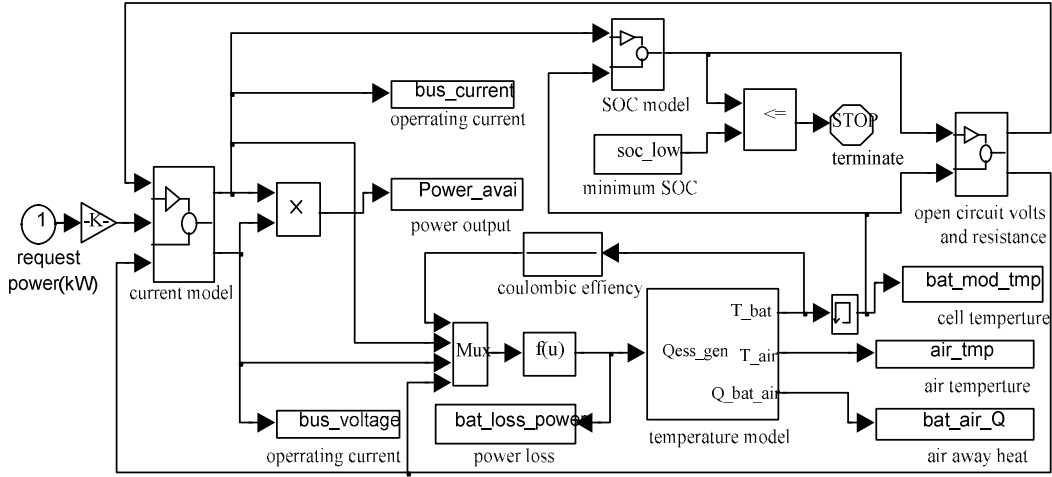 bus_current
operrating current
SOC model
<=
STOP
terminate
soc_low
minimum SOC
1
-K-
request
power(kW)
current model
X
Power_avai
power output
open circuit volts
and resistance
coulombic effiency
bat_mod_tmp
cell temperture
Mux
f(u)
T_bat
Qess_gen
T_air
Q_bat_air
temperature model
air_tmp
air temperture
bus_voltage
operating current
bat_loss_power
power loss
bat_air_Q
air away heat